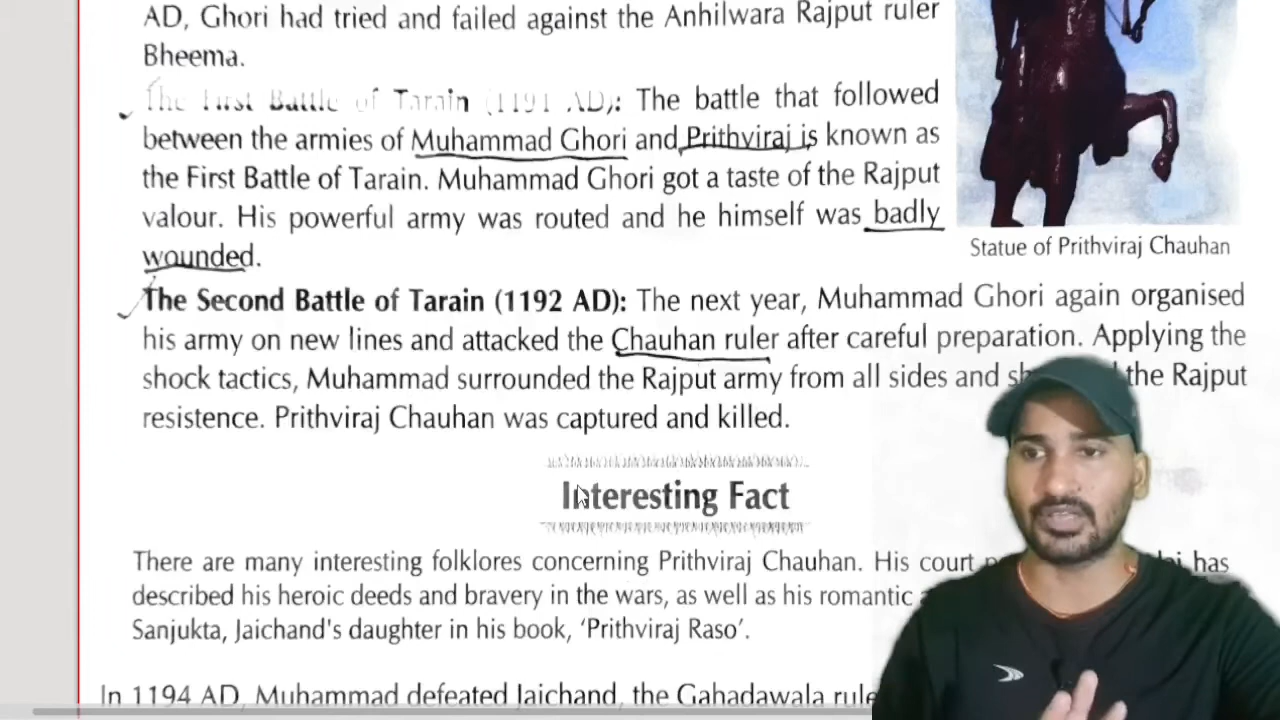 AD, Ghori had tried and failed against the Anhilwara Rajput ruler
Bheema.
The First Battle of Tarain (1191 AD): The battle that followed
between the armies of Muhammad Ghori and Prithviraj is known as
the First Battle of Tarain. Muhammad Ghori got a taste of the Rajput
valour. His powerful army was routed and he himself was badly
wounded.
Statue of Prithviraj Chauhan
The Second Battle of Tarain (1192 AD): The next year, Muhammad Ghori again organised
his army on new lines and attacked the Chauhan ruler after careful preparation. Applying the
shock tactics, Muhammad surrounded the Rajput army from all sides and the Rajput
resistence. Prithviraj Chauhan was captured and killed.
Interesting Fact
There are many interesting folklores concerning Prithviraj Chauhan. His court has
described his heroic deeds and bravery in the wars, as well as his romantic
Sanjukta, Jaichand's daughter in his book, 'Prithviraj Raso'.
In 1194 AD, Muhammad defeated Jaichand, the Gahadawala